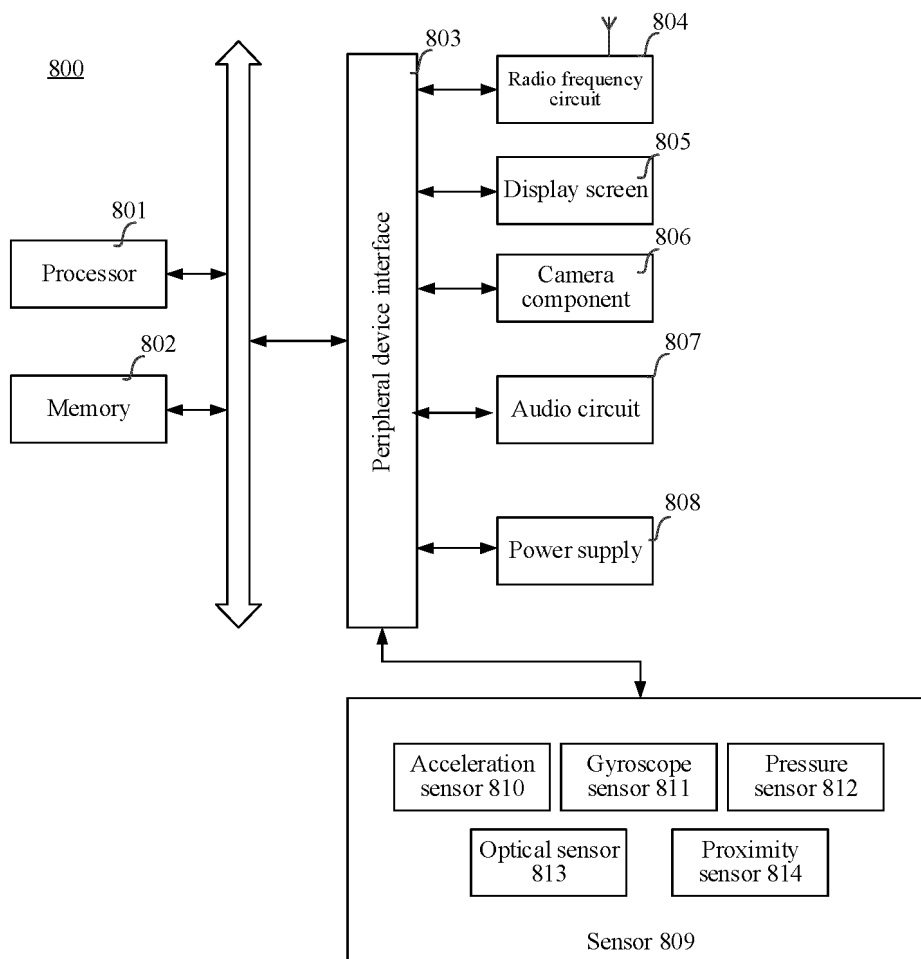 800
801
Processor
802
Memory
803
Peripheral device interface
804
Radio frequency
circuit
805
Display screen
806
Camera
component
807
Audio circuit
808
Power supply
Acceleration
sensor 810
Gyroscope
sensor 811
Pressure
sensor 812
Optical sensor
813
Proximity
sensor 814
Sensor 809